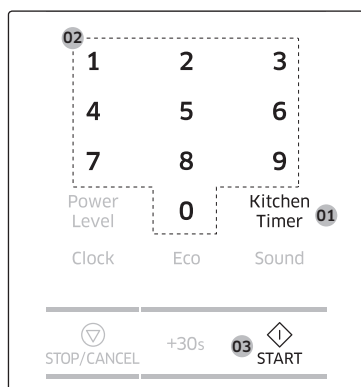 02
1 2 3
4 5 6
7 8 9
Power
Level
0
Kitchen
Timer
01
Clock Eco Sound
STOP/CANCEL
+30s
03
START